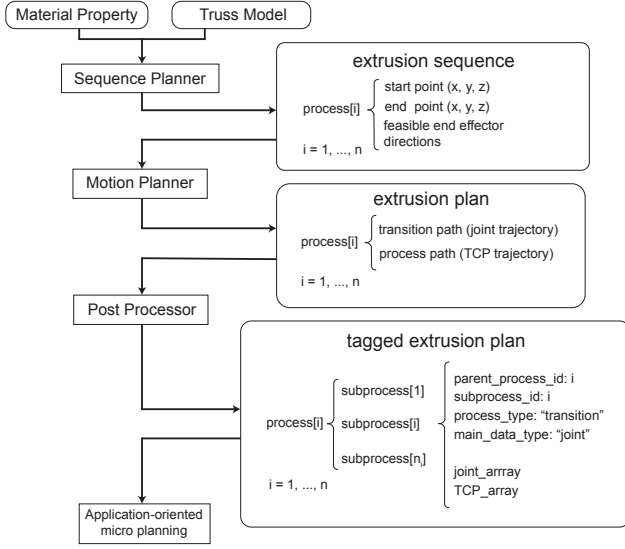 Material Property
Truss Model
Sequence Planner
extrusion sequence
process[i]
start point (x, y, z)
end point (x, y, z)
feasible end effector
directions
i = 1, ..., n
Motion Planner
extrusion plan
process[i]
transition path (joint trajectory)
process path (TCP trajectory)
i = 1, ..., n
Post Processor
tagged extrusion plan
process[i]
subprocess[1]
subprocess[i]
subprocess[nᵢ]
parent_process_id: i
subprocess_id: i
process_type: “transition”
main_data_type: “joint”
joint_arrray
TCP_array
i = 1, ..., n
Application-oriented
micro planning